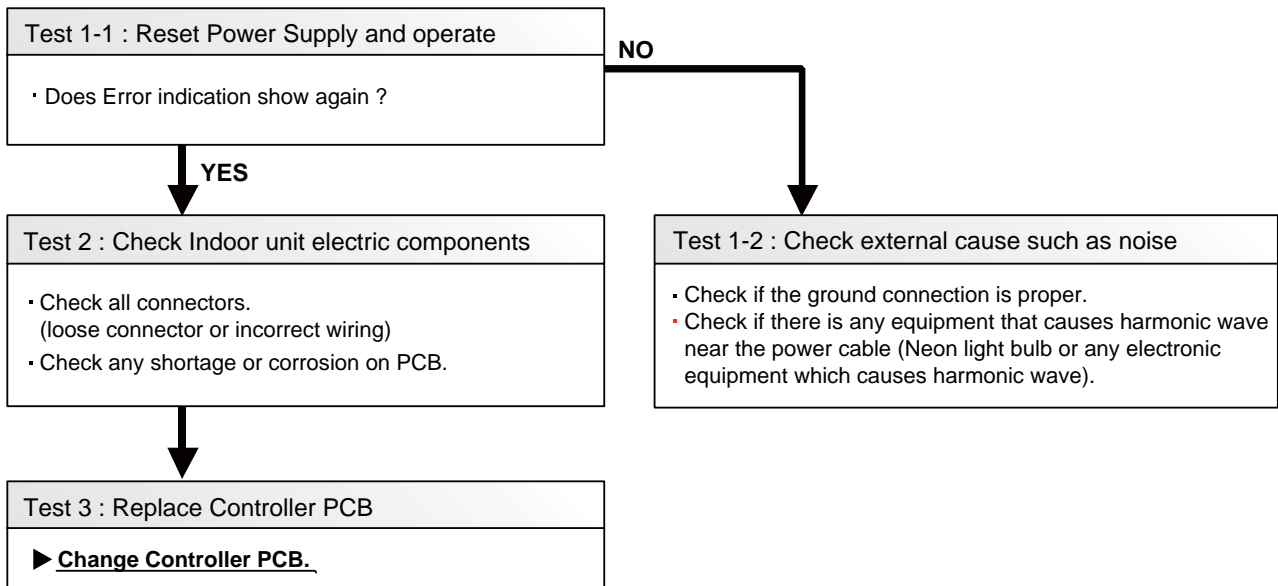 Test 1-1 : Reset Power Supply and operate
· Does Error indication show again ?
NO
YES
Test 2 : Check Indoor unit electric components
· Check all connectors.
(loose connector or incorrect wiring)
· Check any shortage or corrosion on PCB.
Test 1-2 : Check external cause such as noise
· Check if the ground connection is proper.
· Check if there is any equipment that causes harmonic wave
near the power cable (Neon light bulb or any electronic
equipment which causes harmonic wave).
Test 3 : Replace Controller PCB
▶ Change Controller PCB.